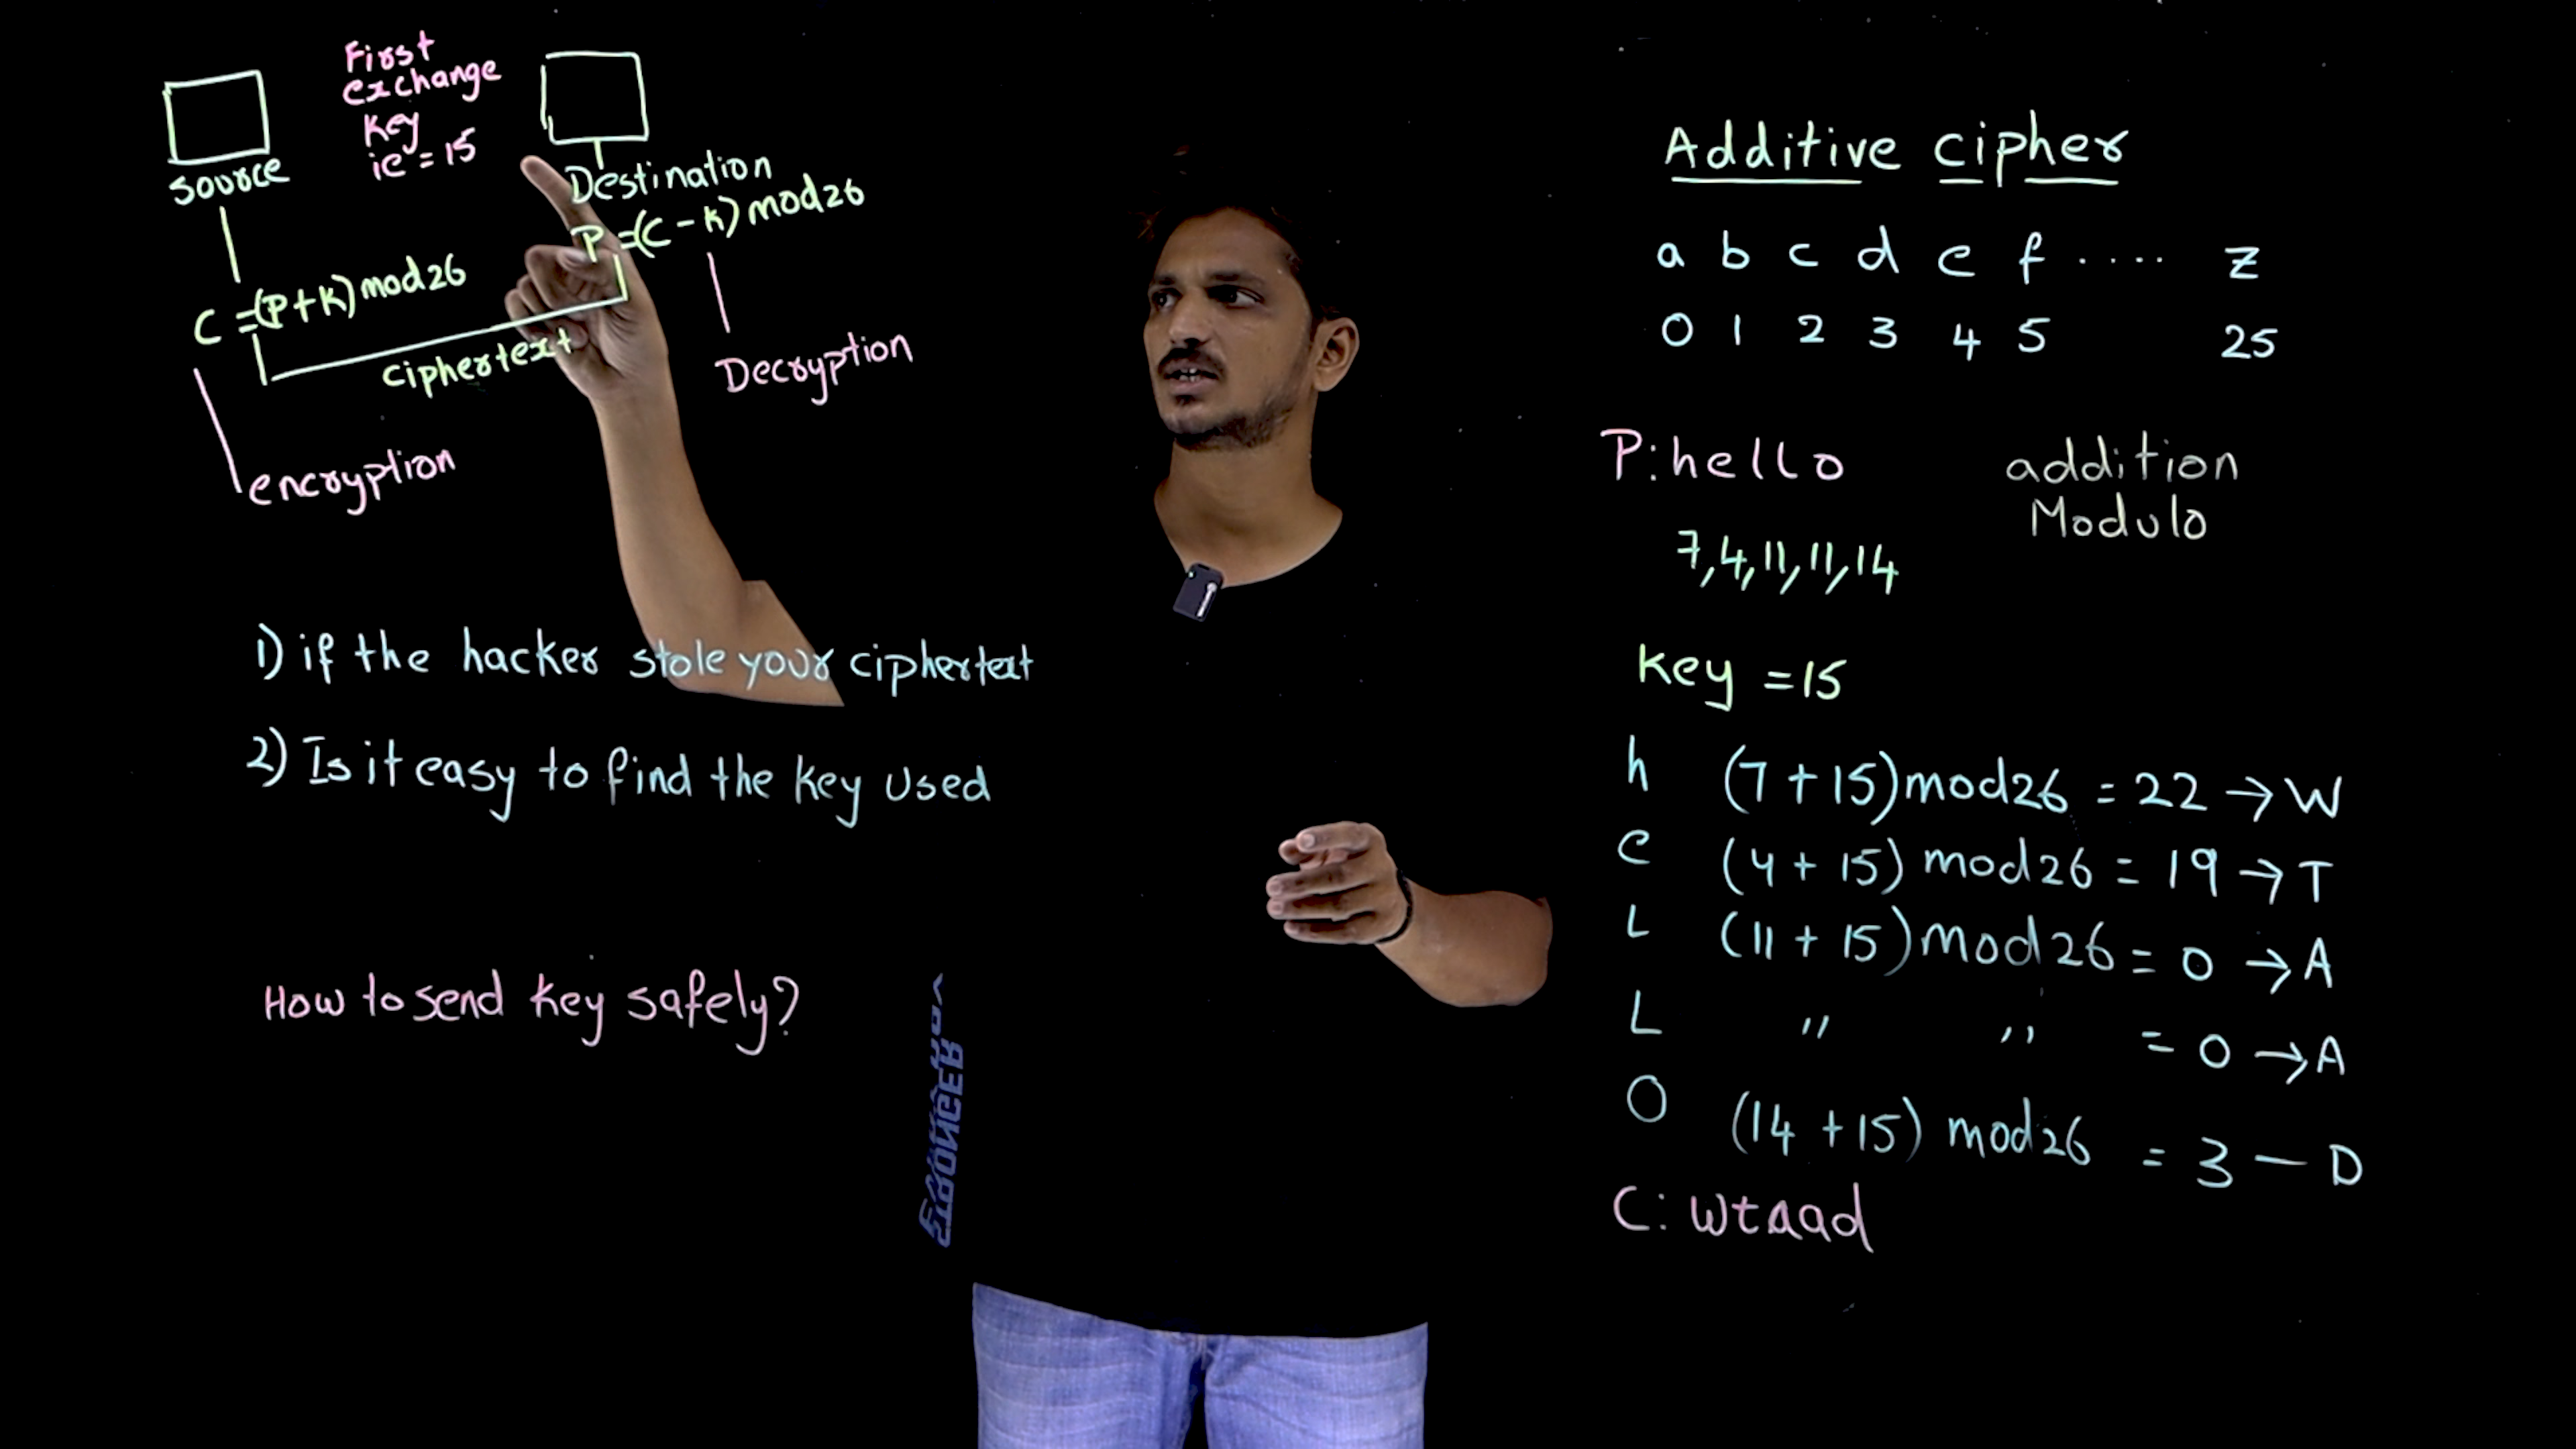 First
exchange
Key
ie = 15
source
Destination
C = (P+K) mod 26
P = (C - K) mod 26
ciphertext
encryption
Decryption
1) if the hacker stole your ciphertext
2) Is it easy to find the key used
How to send key safely?
Additive cipher
a b c d e f .... z
0 1 2 3 4 5 25
P: hello
addition
Modulo
7, 4, 11, 11, 14
key = 15
h (7 + 15) mod 26 = 22 → W
e (4 + 15) mod 26 = 19 → T
L (11 + 15) mod 26 = 0 → A
L " " = 0 → A
O (14 + 15) mod 26 = 3 — D
C: wtaad
STRONGER